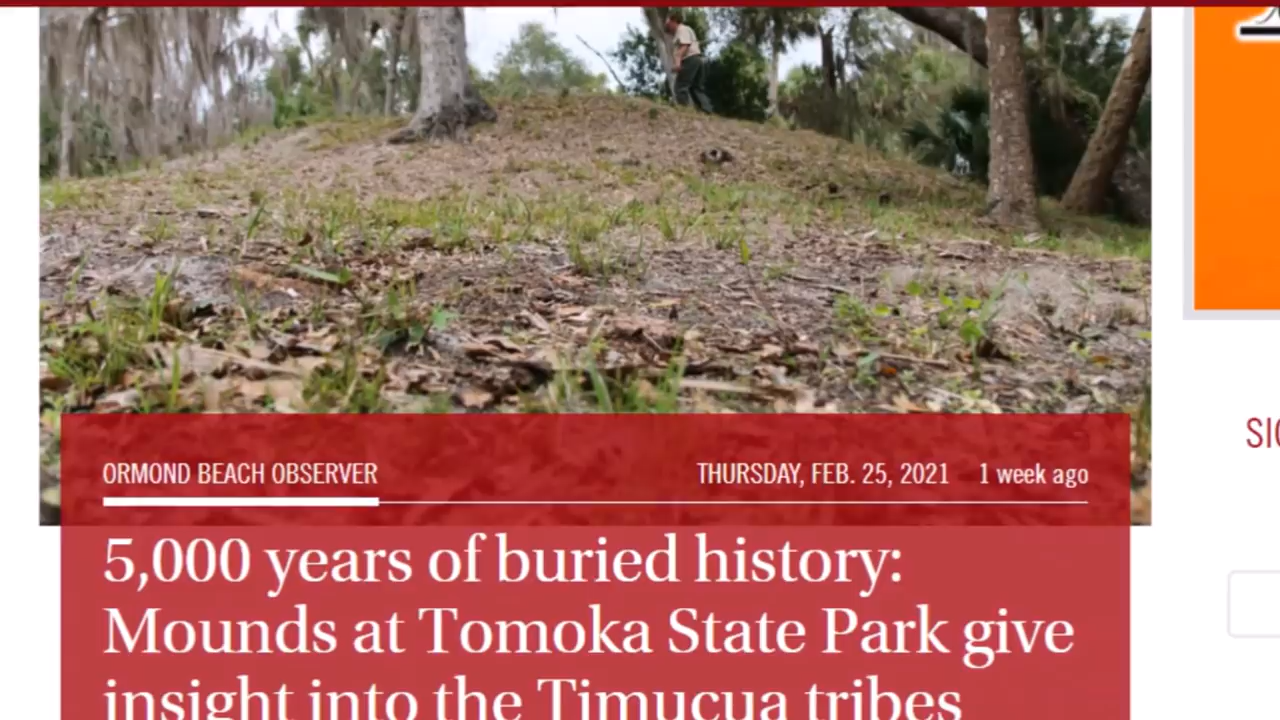 ORMOND BEACH OBSERVER
THURSDAY, FEB. 25, 2021 1 week ago
5,000 years of buried history:
Mounds at Tomoka State Park give
insight into the Timucua tribes